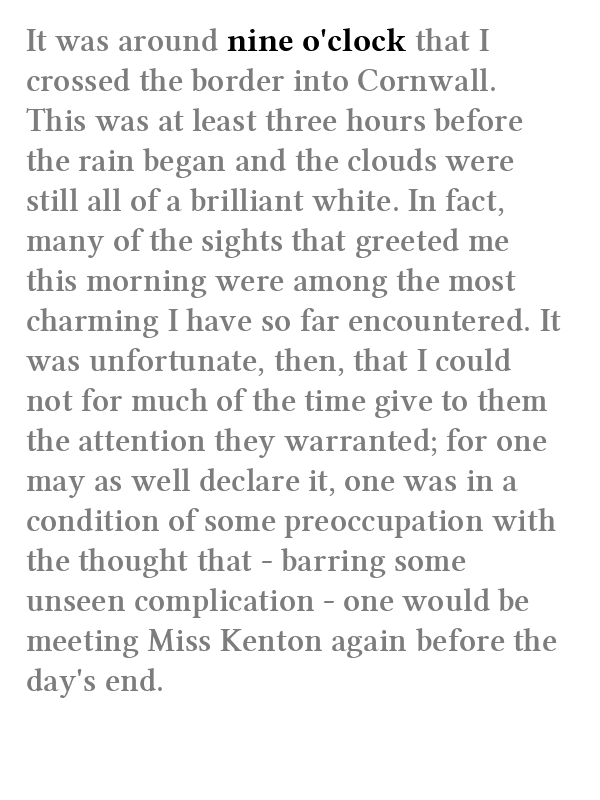 It was around nine o'clock that I
crossed the border into Cornwall.
This was at least three hours before
the rain began and the clouds were
still all of a brilliant white. In fact,
many of the sights that greeted me
this morning were among the most
charming I have so far encountered. It
was unfortunate, then, that I could
not for much of the time give to them
the attention they warranted; for one
may as well declare it, one was in a
condition of some preoccupation with
the thought that - barring some
unseen complication - one would be
meeting Miss Kenton again before the
day's end.